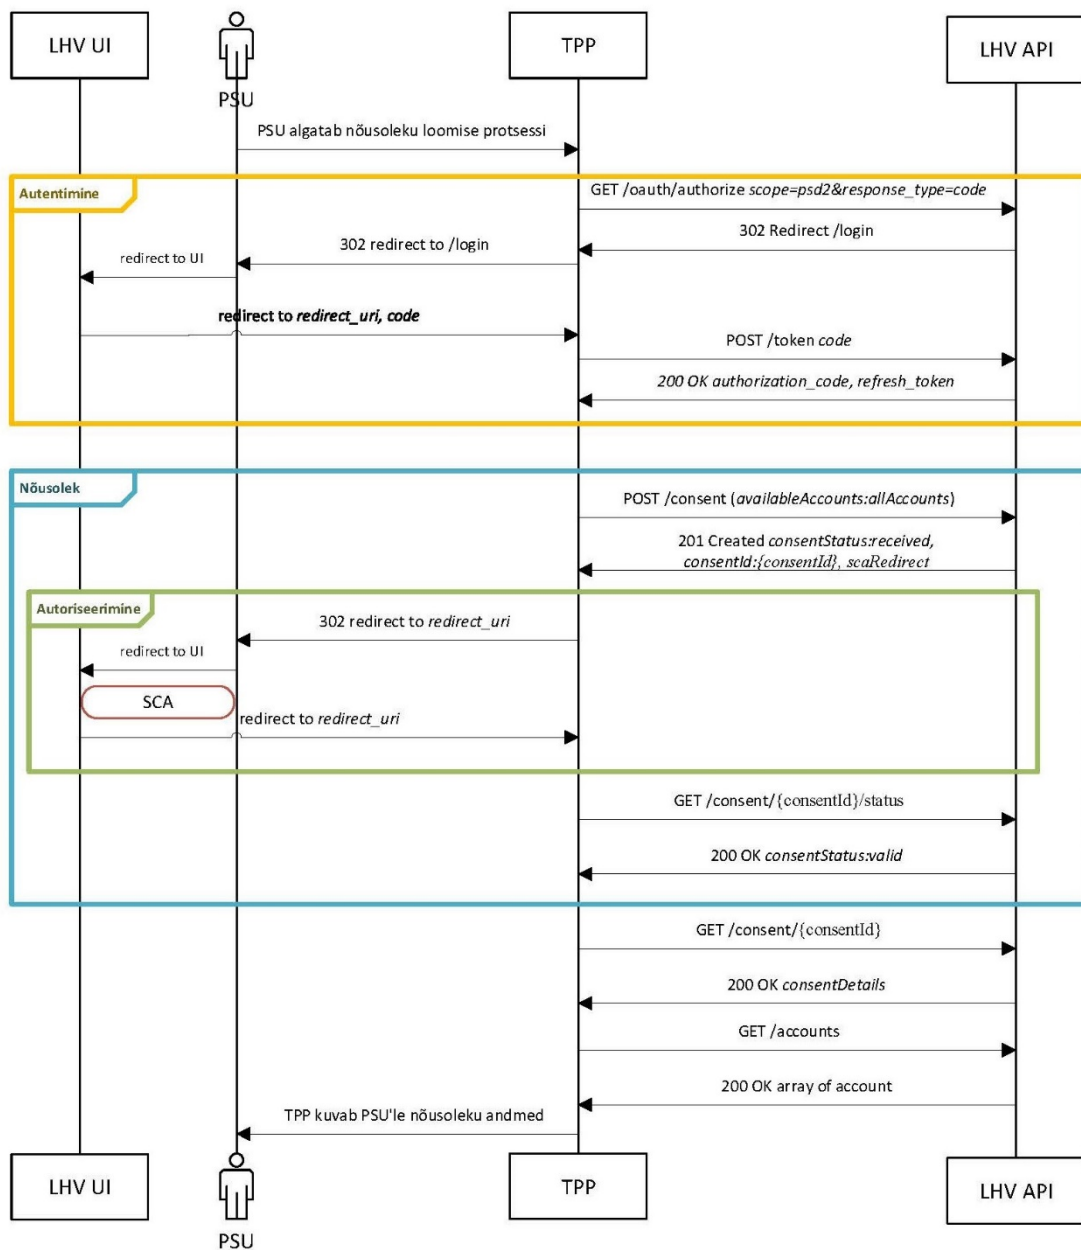 LHV UI
PSU
TPP
LHV API
PSU algatab nõusoleku loomise protsessi
Autentimine
GET /oauth/authorize scope=psd2&response_type=code
302 Redirect /login
302 redirect to /login
redirect to UI
redirect to redirect_uri, code
POST /token code
200 OK authorization_code, refresh_token
Nõusolek
POST /consent (availableAccounts:allAccounts)
201 Created consentStatus:received,
consentId:{consentId}, scaRedirect
Autoriseerimine
302 redirect to redirect_uri
redirect to UI
SCA
redirect to redirect_uri
GET /consent/{consentId}/status
200 OK consentStatus:valid
GET /consent/{consentId}
200 OK consentDetails
GET /accounts
200 OK array of account
TPP kuvab PSU'le nõusoleku andmed
LHV UI
PSU
TPP
LHV API